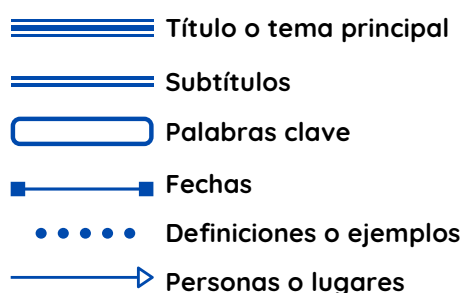 Título o tema principal
Subtítulos
Palabras clave
Fechas
Definiciones o ejemplos
Personas o lugares